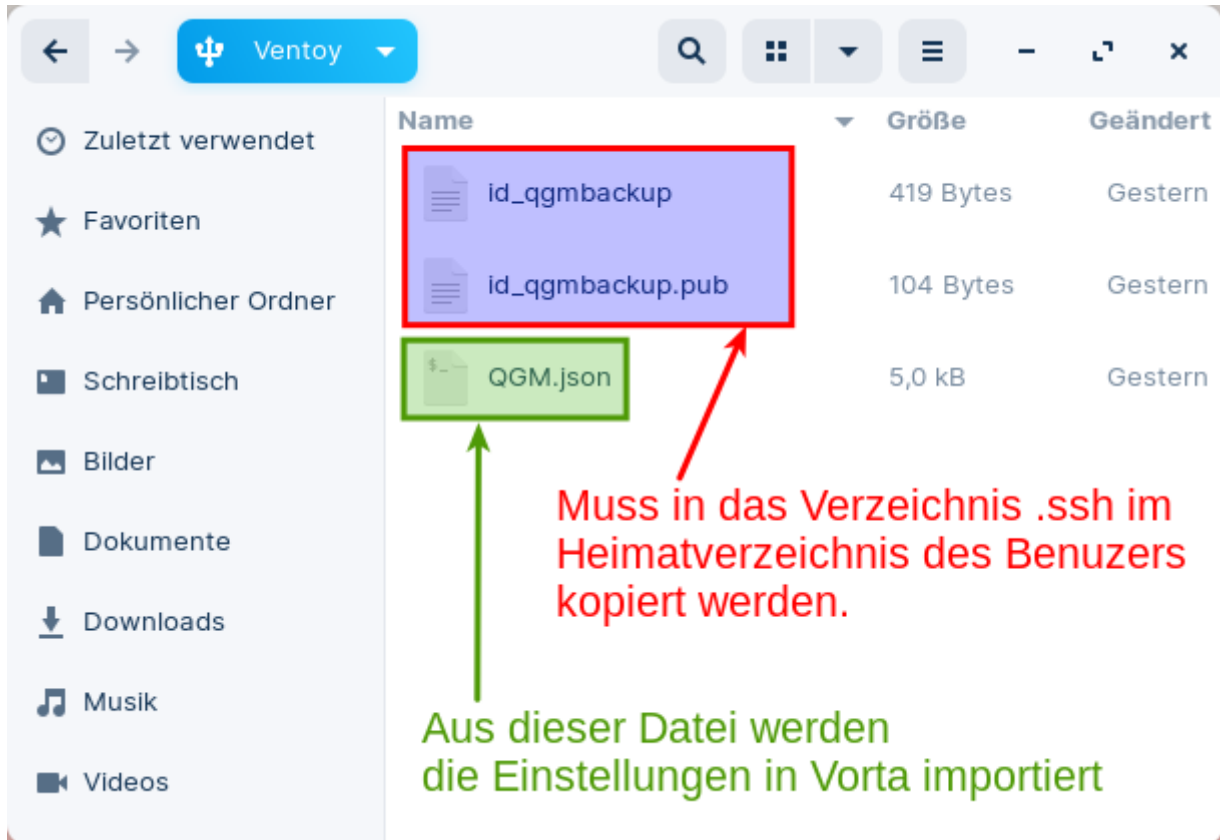 Ventoy
Name Größe Geändert
Zuletzt verwendet
Favoriten
Persönlicher Ordner
Schreibtisch
Bilder
Dokumente
Downloads
Musik
Videos
id_qgmbackup 419 Bytes Gestern
id_qgmbackup.pub 104 Bytes Gestern
$_
QGM.json 5,0 kB Gestern
Muss in das Verzeichnis .ssh im
Heimatverzeichnis des Benuzers
kopiert werden.
Aus dieser Datei werden
die Einstellungen in Vorta importiert